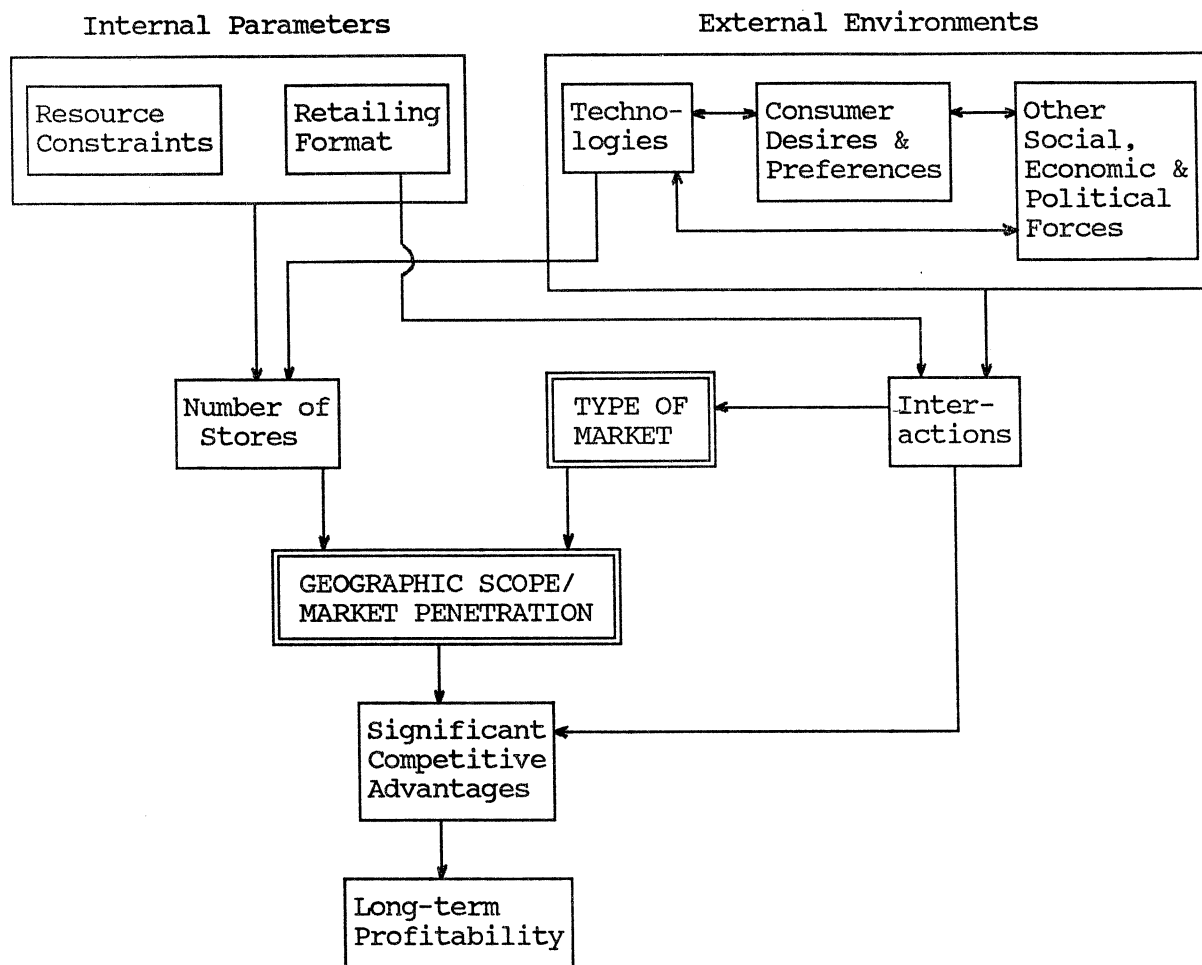 Internal Parameters
External Environments
Resource
Constraints
Retailing
Format
Techno-
logies
Consumer
Desires &
Preferences
Other
Social,
Economic &
Political
Forces
Number of
Stores
TYPE OF
MARKET
Inter-
actions
GEOGRAPHIC SCOPE/
MARKET PENETRATION
Significant
Competitive
Advantages
Long-term
Profitability